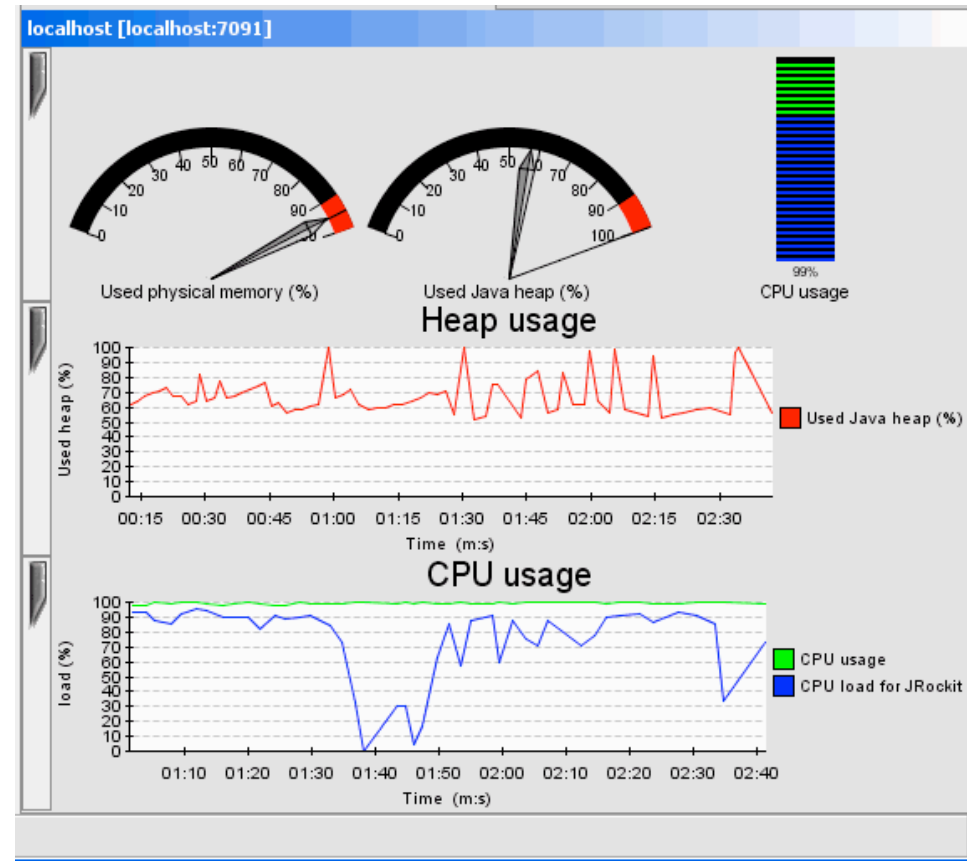 localhost [localhost:7091]
0 10 20 30 40 50 60 70 80 90
0 10 20 30 40 50 70 80 90 100
99%
Used physical memory (%)
Used Java heap (%)
CPU usage
Heap usage
Used heap (%)
100
90
80
70
60
50
40
30
20
10
0
Used Java heap (%)
00:15 00:30 00:45 01:00 01:15 01:30 01:45 02:00 02:15 02:30
Time (m:s)
CPU usage
load (%)
100
90
80
70
60
50
40
30
20
10
0
CPU usage
CPU load for JRockit
01:10 01:20 01:30 01:40 01:50 02:00 02:10 02:20 02:30 02:40
Time (m:s)